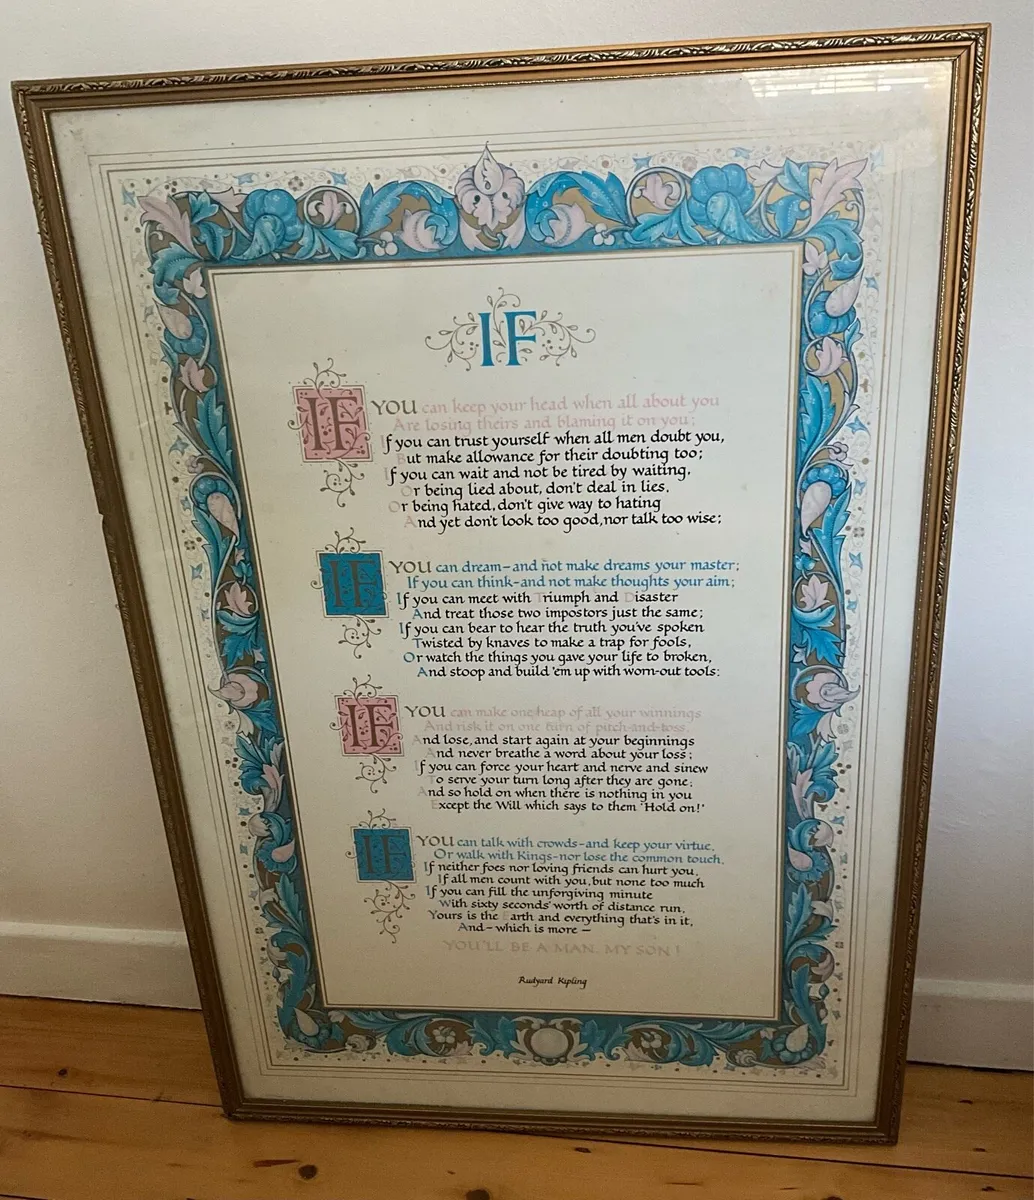 IF
IF YOU can keep your head when all about you
Are losing theirs and blaming it on you;
If you can trust yourself when all men doubt you,
But make allowance for their doubting too;
If you can wait and not be tired by waiting,
Or being lied about, don't deal in lies,
Or being hated, don't give way to hating
And yet don't look too good, nor talk too wise;
IF YOU can dream–and not make dreams your master;
If you can think–and not make thoughts your aim;
If you can meet with Triumph and Disaster
And treat those two impostors just the same;
If you can bear to hear the truth you've spoken
Twisted by knaves to make a trap for fools,
Or watch the things you gave your life to broken,
And stoop and build 'em up with worn-out tools:
IF YOU can make one heap of all your winnings
And risk it on one turn of pitch-and-toss,
And lose, and start again at your beginnings
And never breathe a word about your loss;
If you can force your heart and nerve and sinew
To serve your turn long after they are gone;
And so hold on when there is nothing in you
Except the Will which says to them 'Hold on!'
IF YOU can talk with crowds–and keep your virtue,
Or walk with Kings–nor lose the common touch,
If neither foes nor loving friends can hurt you,
If all men count with you, but none too much
If you can fill the unforgiving minute
With sixty seconds' worth of distance run,
Yours is the Earth and everything that's in it,
And–which is more–
YOU'LL BE A MAN, MY SON!
Rudyard Kipling